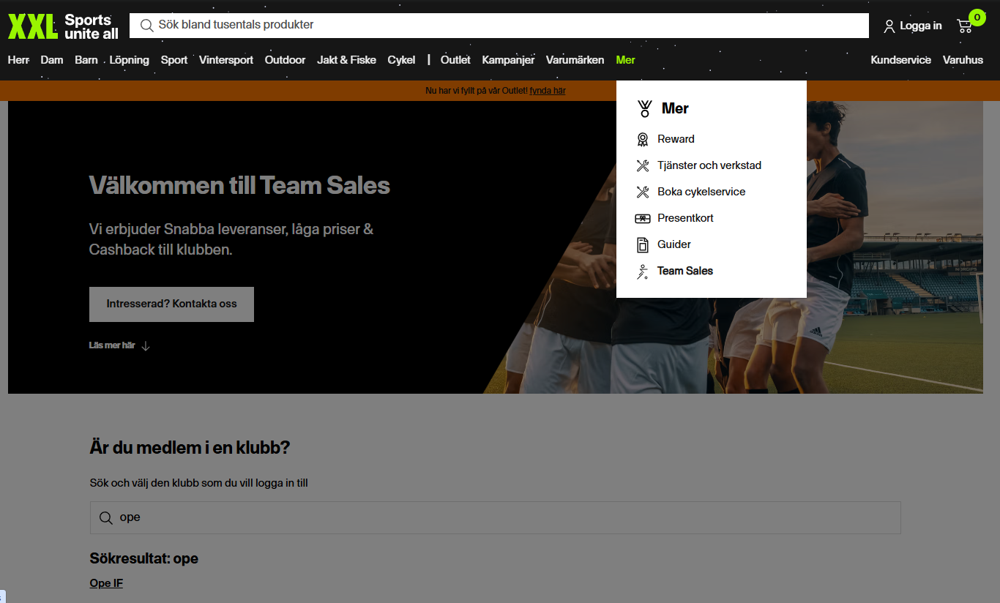 XXL Sports unite all
Sök bland tusentals produkter
Logga in
0
Herr Dam Barn Löpning Sport Vintersport Outdoor Jakt & Fiske Cykel | Outlet Kampanjer Varumärken Mer Kundservice Varuhus
Nu har vi fyllt på vår Outlet! fynda här
Mer
Reward
Tjänster och verkstad
Boka cykelservice
Presentkort
Guider
Team Sales
Välkommen till Team Sales
Vi erbjuder Snabba leveranser, låga priser &
Cashback till klubben.
Intresserad? Kontakta oss
Läs mer här
Är du medlem i en klubb?
Sök och välj den klubb som du vill logga in till
ope
Sökresultat: ope
Ope IF